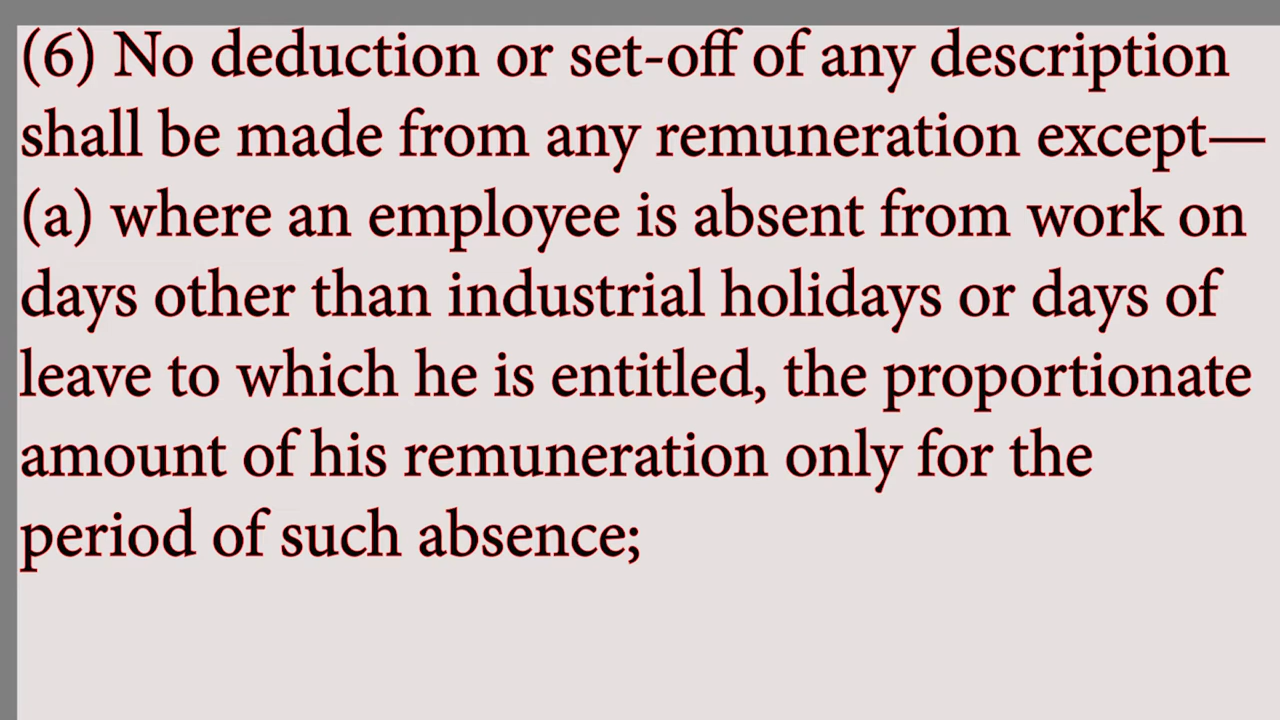 (6) No deduction or set-off of any description
shall be made from any remuneration except—
(a) where an employee is absent from work on
days other than industrial holidays or days of
leave to which he is entitled, the proportionate
amount of his remuneration only for the
period of such absence;